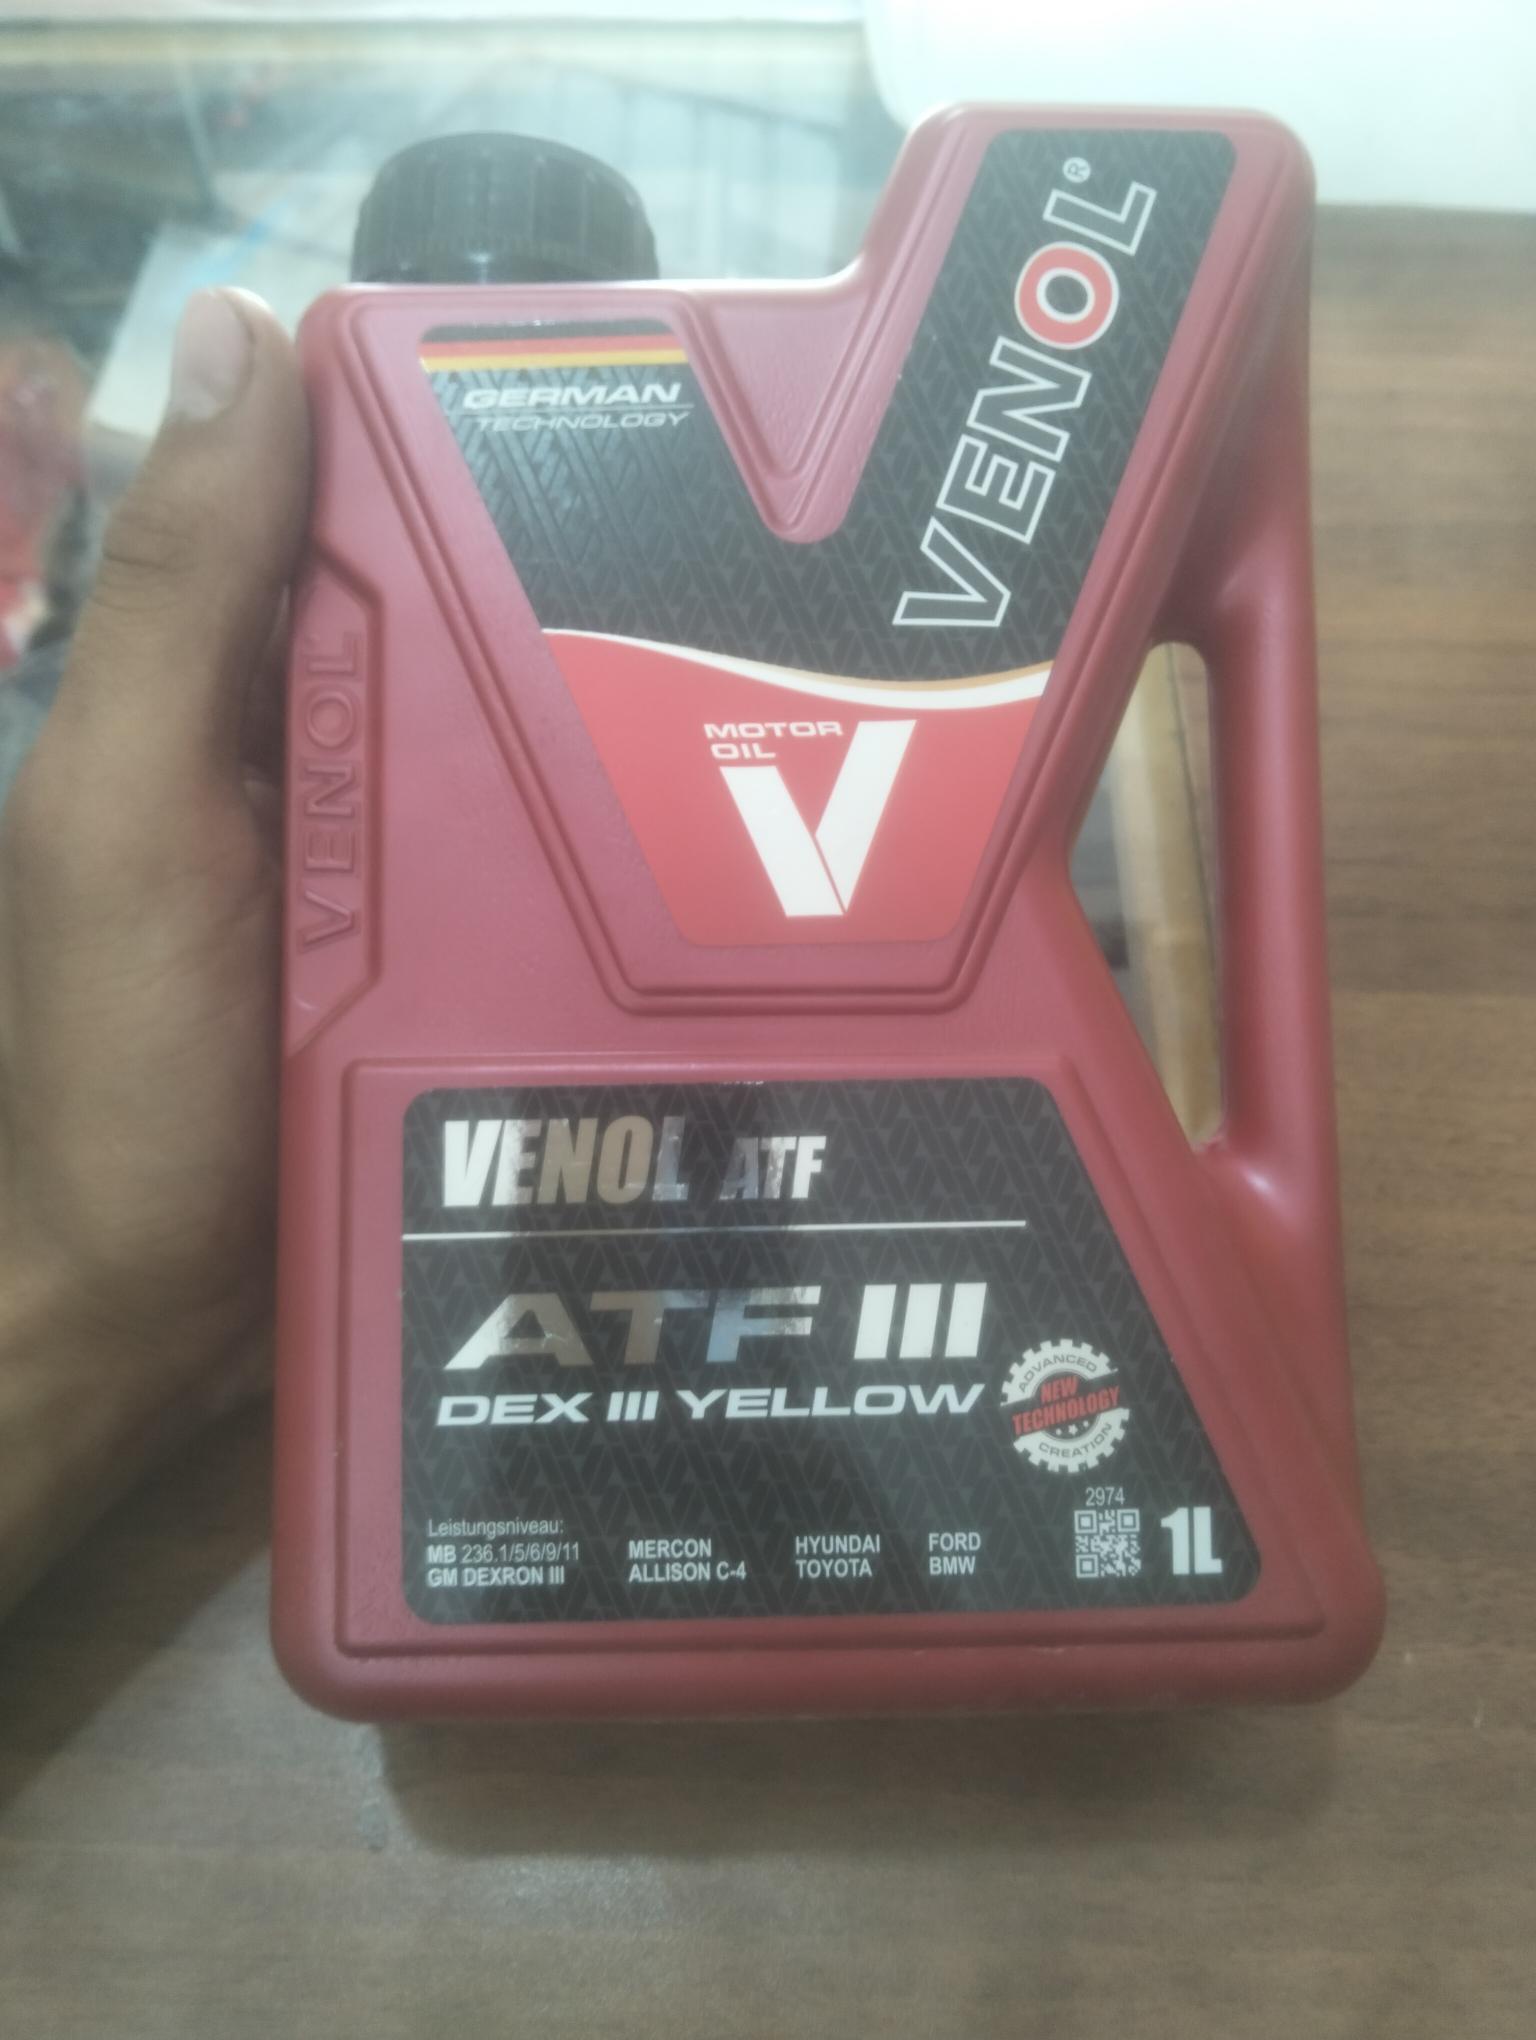 VENOL®
GERMAN
TECHNOLOGY
MOTOR
OIL
V
VENOL
VENOL ATF
ATF III
DEX III YELLOW
ADVANCED
NEW
TECHNOLOGY
CREATION
2974
1L
Leistungsniveau:
MB 236.1/5/6/9/11 MERCON HYUNDAI FORD
GM DEXRON III ALLISON C-4 TOYOTA BMW